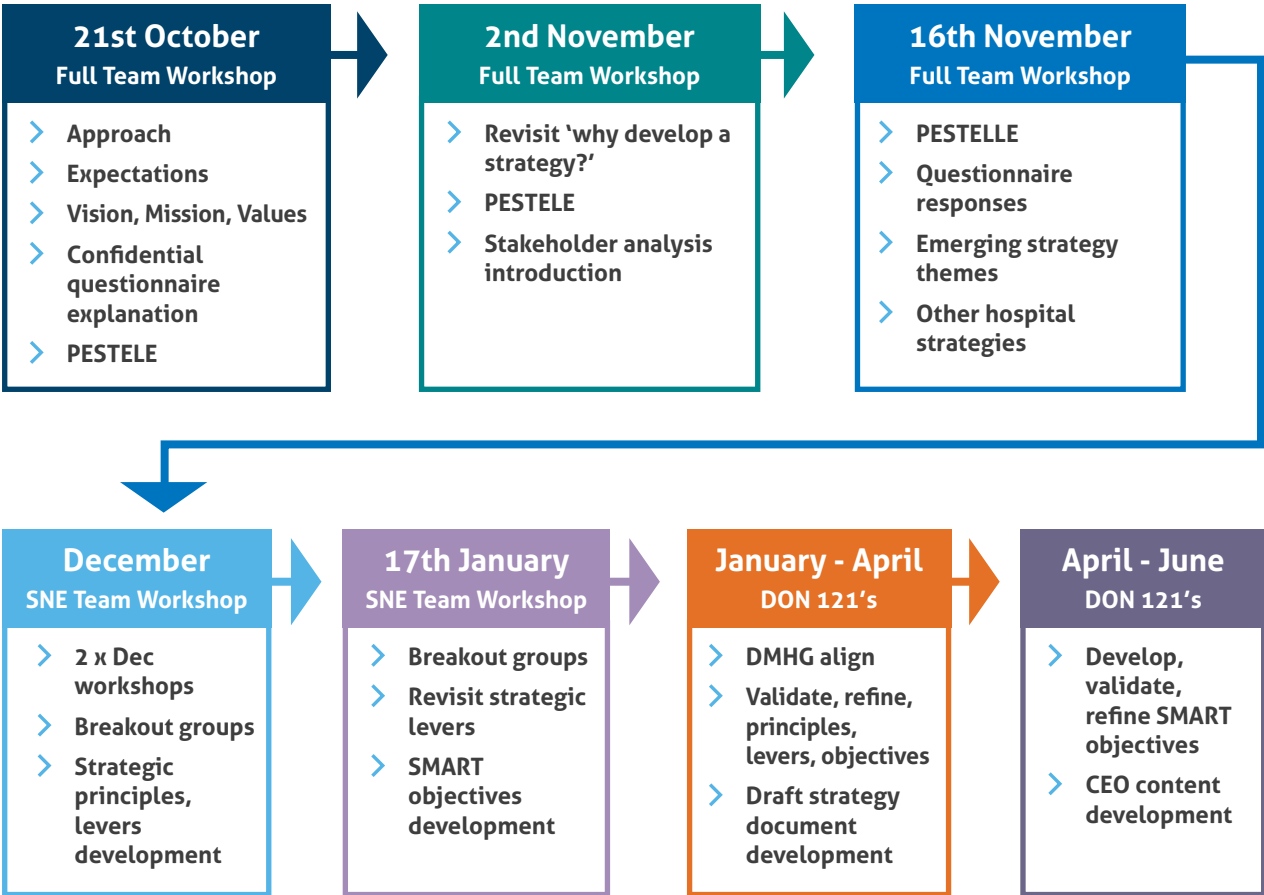 21st October
Full Team Workshop
Approach
Expectations
Vision, Mission, Values
Confidential
questionnaire
explanation
PESTELE
2nd November
Full Team Workshop
Revisit ‘why develop a
strategy?’
PESTELE
Stakeholder analysis
introduction
16th November
Full Team Workshop
PESTELLE
Questionnaire
responses
Emerging strategy
themes
Other hospital
strategies
December
SNE Team Workshop
2 x Dec
workshops
Breakout groups
Strategic
principles,
levers
development
17th January
SNE Team Workshop
Breakout groups
Revisit strategic
levers
SMART
objectives
development
January - April
DON 121’s
DMHG align
Validate, refine,
principles,
levers, objectives
Draft strategy
document
development
April - June
DON 121’s
Develop,
validate,
refine SMART
objectives
CEO content
development